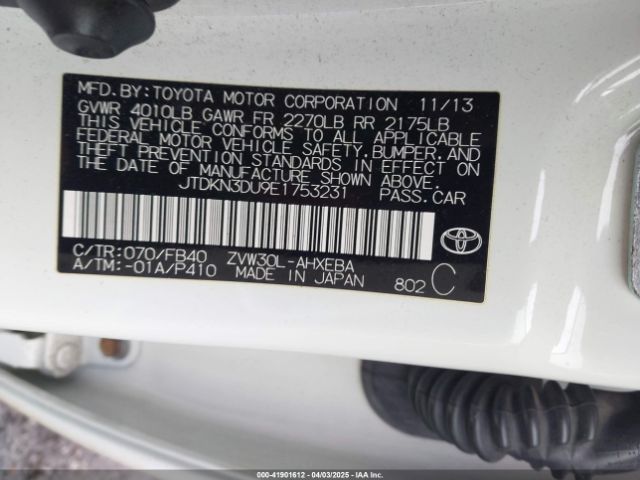 MFD.BY:TOYOTA MOTOR CORPORATION 11/13
GVWR 4010LB GAWR FR 2270LB RR 2175LB
THIS VEHICLE CONFORMS TO ALL APPLICABLE
FEDERAL MOTOR VEHICLE SAFETY,BUMPER,AND
THEFT PREVENTION STANDARDS IN EFFECT ON
THE DATE OF MANUFACTURE SHOWN ABOVE.
JTDKN3DU9E1753231 PASS.CAR
C/TR:070/FB40 ZVW30L-AHXEBA
A/TM:-01A/P410 MADE IN JAPAN 802 C
TOYOTA
000-41901612 - 04/03/2025 - IAAI.COM